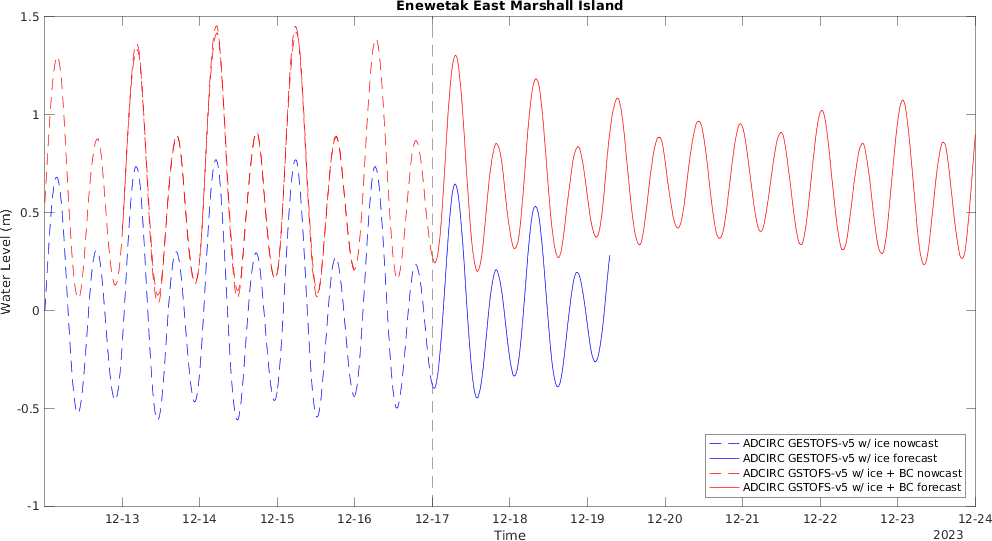 Enewetak East Marshall Island
1.5
1
0.5
0
-0.5
-1
Water Level (m)
12-13
12-14
12-15
12-16
12-17
12-18
12-19
12-20
12-21
12-22
12-23
12-24
Time
2023
ADCIRC GESTOFS-v5 w/ ice nowcast
ADCIRC GESTOFS-v5 w/ ice forecast
ADCIRC GSTOFS-v5 w/ ice + BC nowcast
ADCIRC GSTOFS-v5 w/ ice + BC forecast